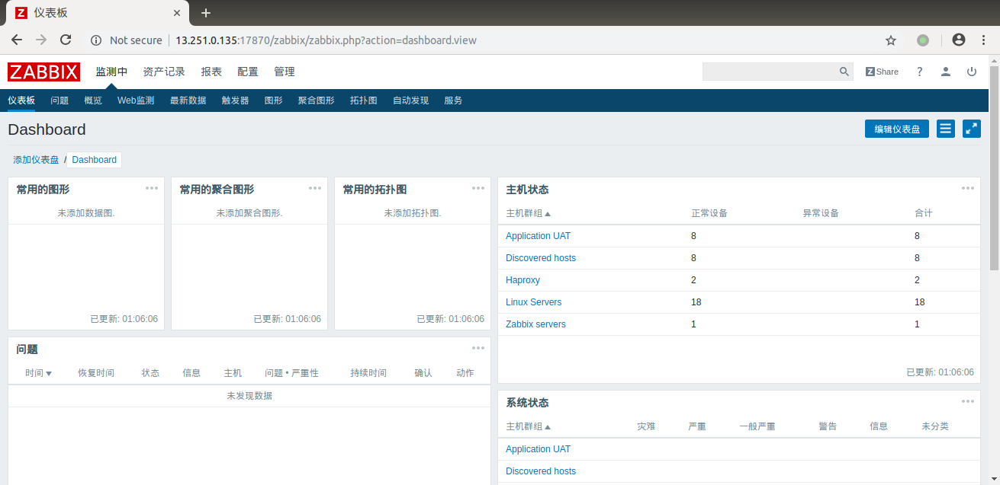 Z 仪表板
Not secure 13.251.0.135:17870/zabbix/zabbix.php?action=dashboard.view
ZABBIX 监测中 资产记录 报表 配置 管理 Z Share ?
仪表板 问题 概览 Web监测 最新数据 触发器 图形 聚合图形 拓扑图 自动发现 服务
Dashboard 编辑仪表盘
添加仪表盘 / Dashboard
常用的图形
未添加数据图.
已更新: 01:06:06
常用的聚合图形
未添加聚合图形.
已更新: 01:06:06
常用的拓扑图
未添加拓扑图.
已更新: 01:06:06
主机状态
主机群组 正常设备 异常设备 合计
Application UAT 8 8
Discovered hosts 8 8
Haproxy 2 2
Linux Servers 18 18
Zabbix servers 1 1
已更新: 01:06:06
问题
时间 恢复时间 状态 信息 主机 问题 • 严重性 持续时间 确认 动作
未发现数据
系统状态
主机群组 灾难 严重 一般严重 警告 信息 未分类
Application UAT
Discovered hosts